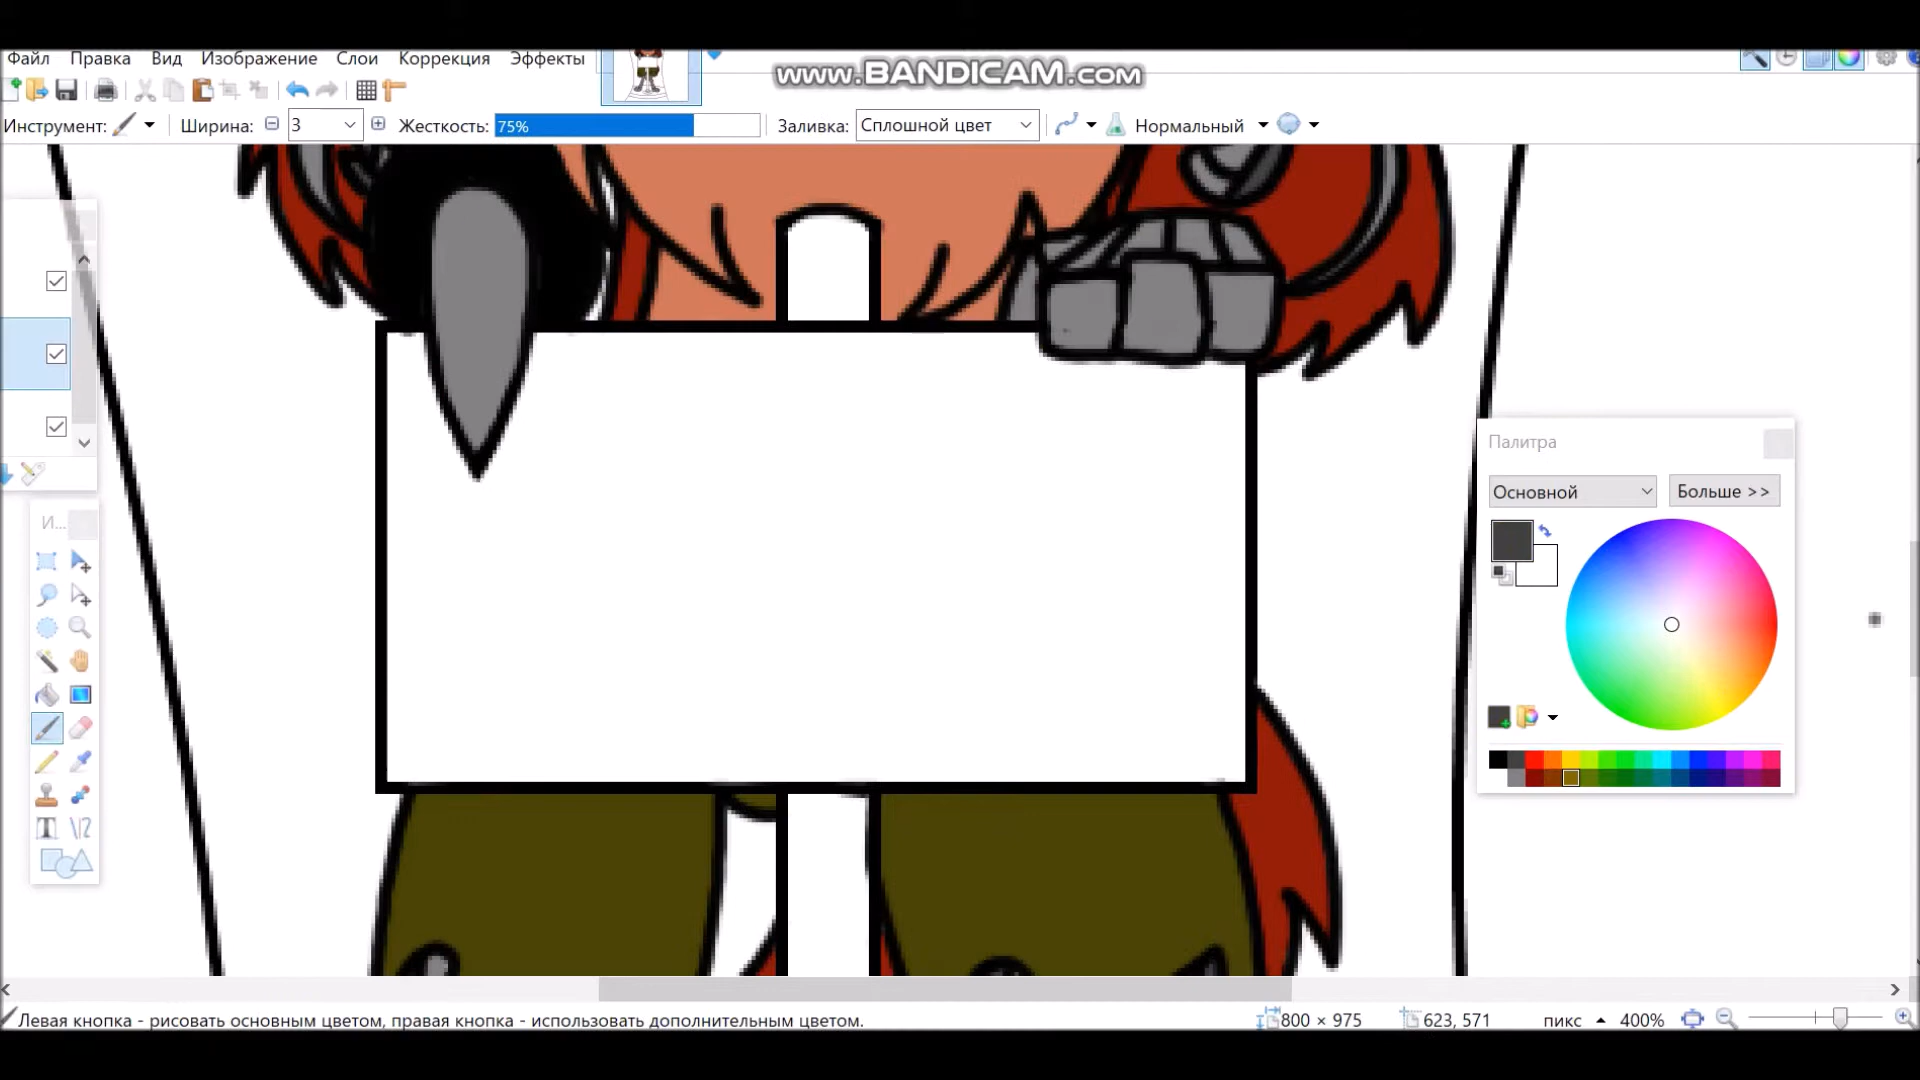 Файл Правка Вид Изображение Слои Коррекция Эффекты
www.BANDICAM.com
Инструмент: Ширина: 3 Жесткость: 75% Заливка: Сплошной цвет Нормальный
Палитра
Основной Больше >>
И...
T
Левая кнопка - рисовать основным цветом, правая кнопка - использовать дополнительным цветом. 800 × 975 623, 571 пикс 400%